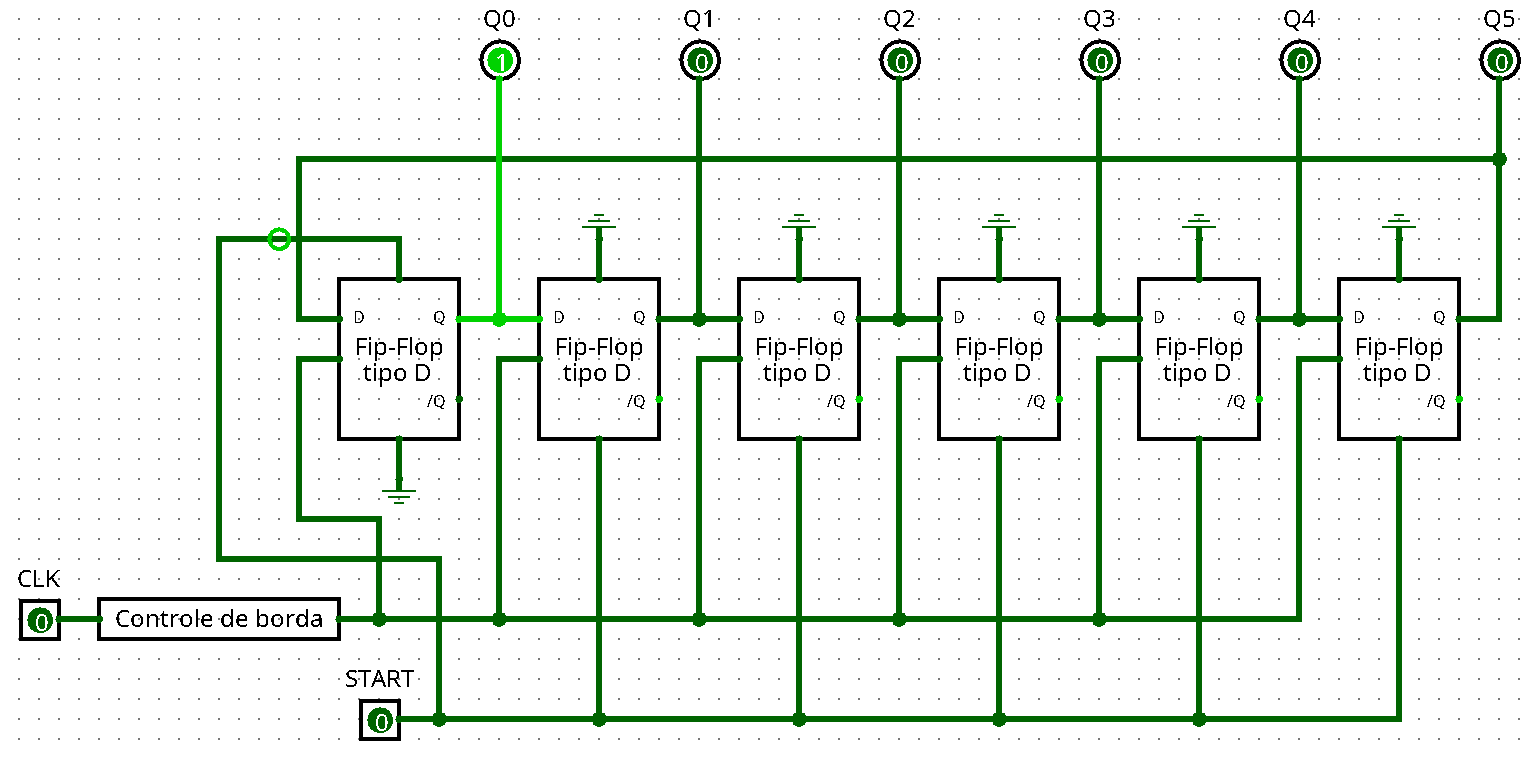 Q0 Q1 Q2 Q3 Q4 Q5
1 0 0 0 0 0
D Q D Q D Q D Q D Q D Q
Fip-Flop Fip-Flop Fip-Flop Fip-Flop Fip-Flop Fip-Flop
tipo D tipo D tipo D tipo D tipo D tipo D
/Q /Q /Q /Q /Q /Q
CLK
0 Controle de borda
START
0